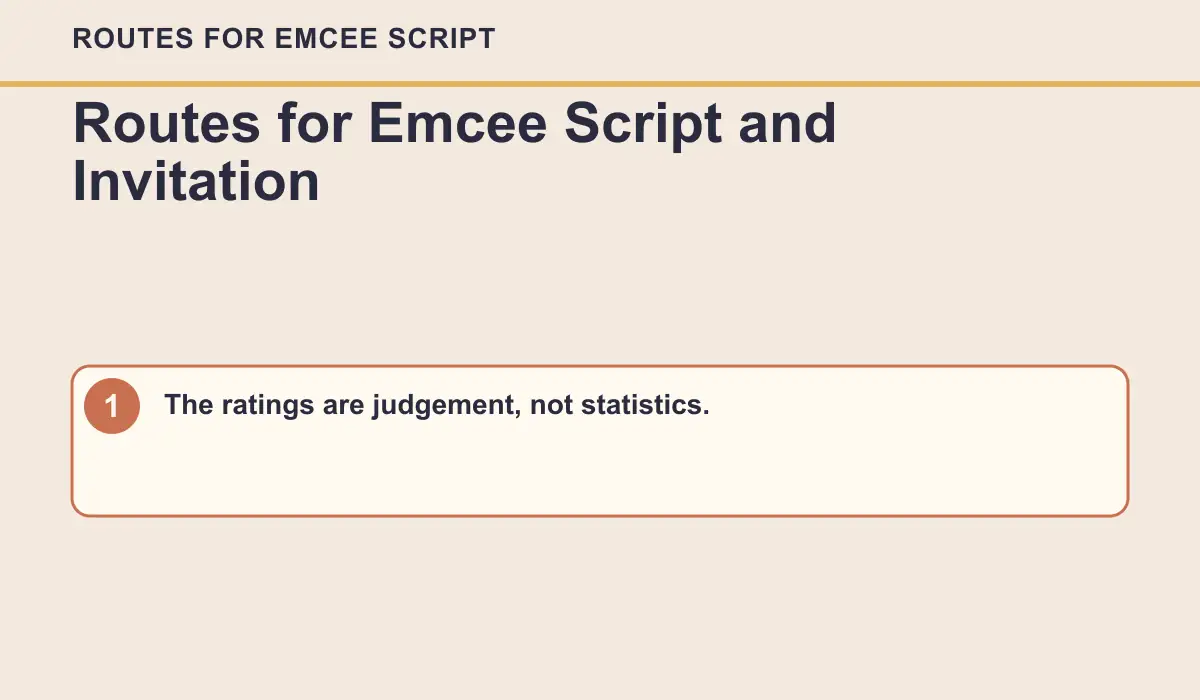 ROUTES FOR EMCEE SCRIPT
Routes for Emcee Script and
Invitation
1 The ratings are judgement, not statistics.